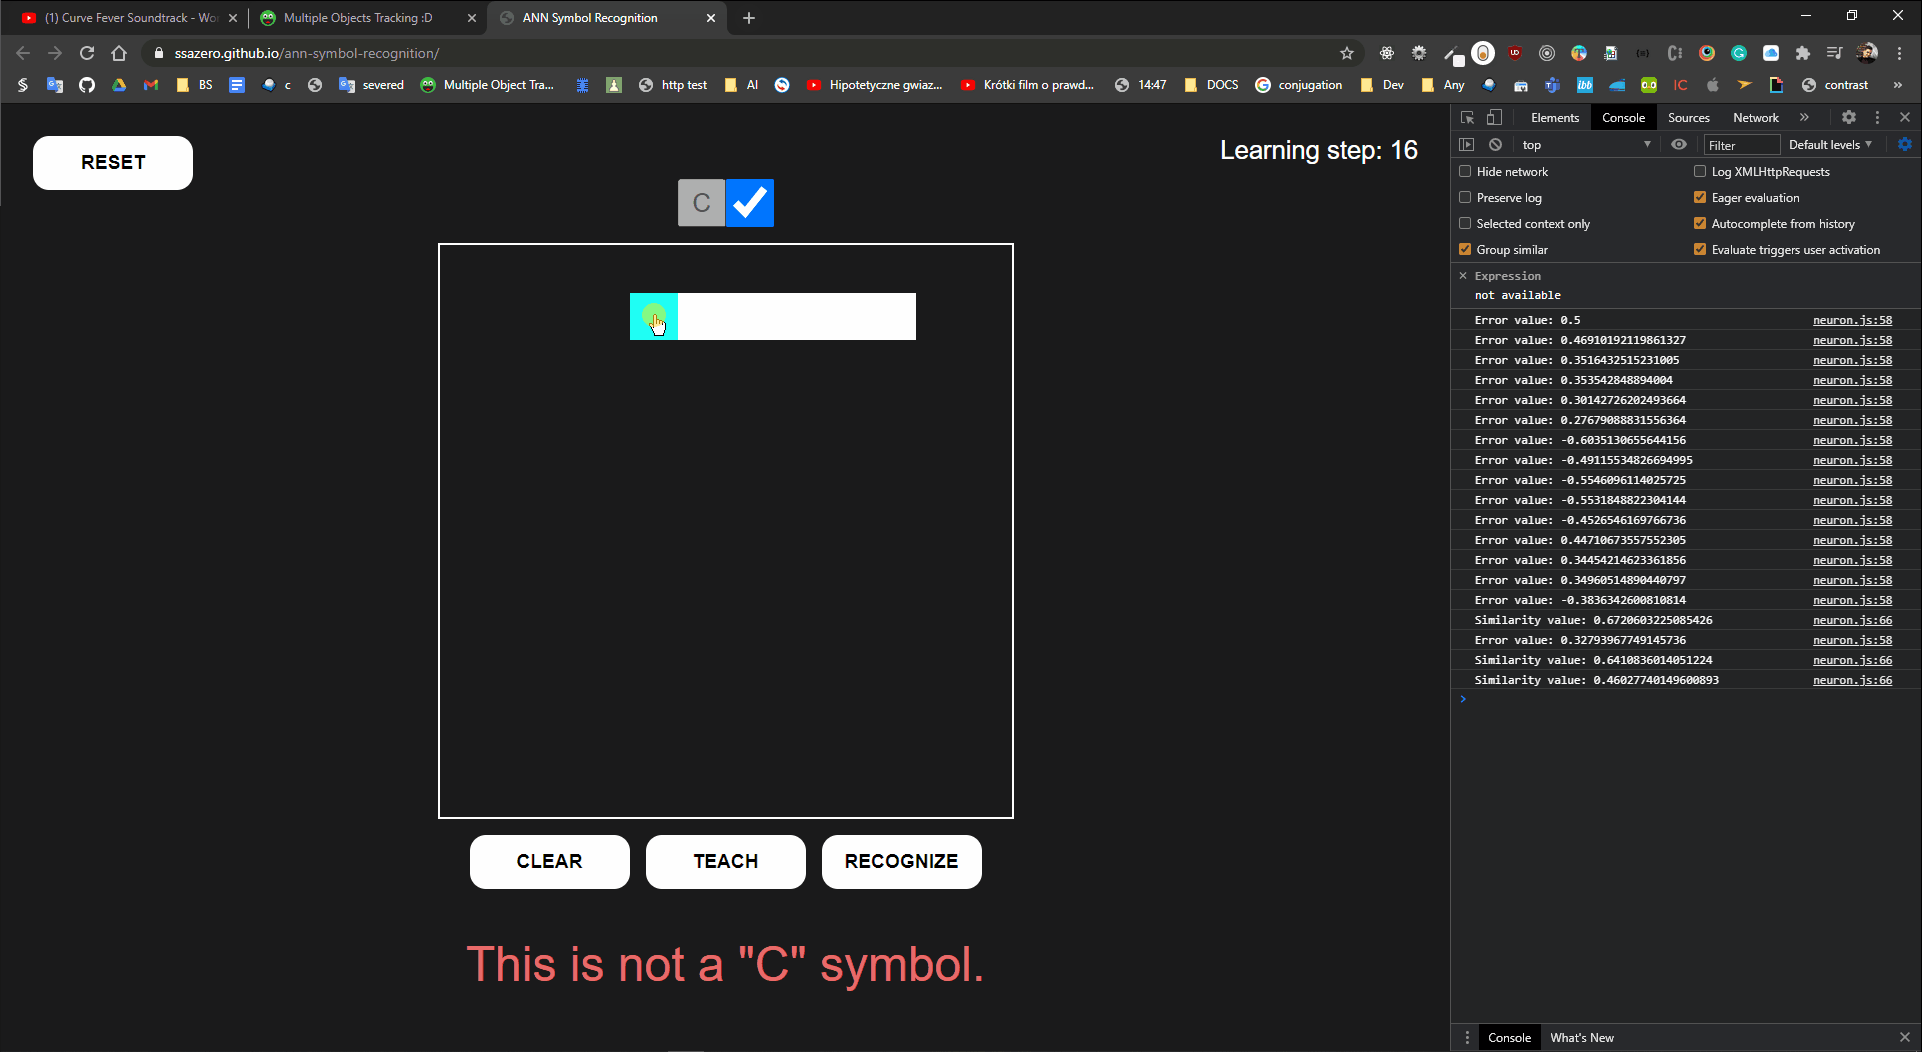 (1) Curve Fever Soundtrack - Wor
Multiple Objects Tracking :D
ANN Symbol Recognition
ssazero.github.io/ann-symbol-recognition/
BS
c
severed
Multiple Object Tra...
http test
AI
Hipotetyczne gwiaz...
Krótki film o prawd...
14:47
DOCS
conjugation
Dev
Any
IC
contrast
»
RESET
Learning step: 16
C
CLEAR
TEACH
RECOGNIZE
This is not a "C" symbol.
Elements
Console
Sources
Network
»
top
Filter
Default levels
Hide network
Log XMLHttpRequests
Preserve log
Eager evaluation
Selected context only
Autocomplete from history
Group similar
Evaluate triggers user activation
Expression
not available
Error value: 0.5 neuron.js:58
Error value: 0.46910192119861327 neuron.js:58
Error value: 0.3516432515231005 neuron.js:58
Error value: 0.353542848894004 neuron.js:58
Error value: 0.30142726202493664 neuron.js:58
Error value: 0.27679088831556364 neuron.js:58
Error value: -0.6035130655644156 neuron.js:58
Error value: -0.49115534826694995 neuron.js:58
Error value: -0.5546096114025725 neuron.js:58
Error value: -0.5531848822304144 neuron.js:58
Error value: -0.4526546169766736 neuron.js:58
Error value: 0.44710673557552305 neuron.js:58
Error value: 0.34454214623361856 neuron.js:58
Error value: 0.34960514890440797 neuron.js:58
Error value: -0.3836342600810814 neuron.js:58
Similarity value: 0.6720603225085426 neuron.js:66
Error value: 0.32793967749145736 neuron.js:58
Similarity value: 0.6410836014051224 neuron.js:66
Similarity value: 0.46027740149600893 neuron.js:66
Console
What's New